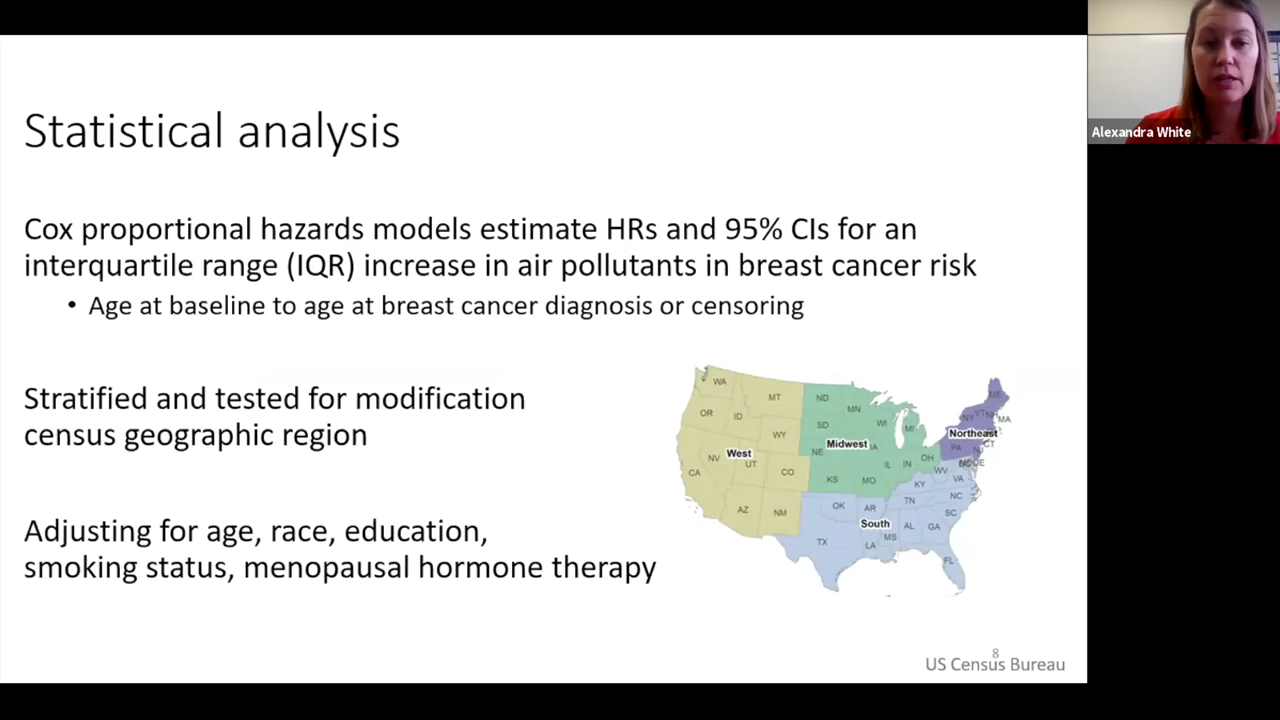 Alexandra White
Statistical analysis
Cox proportional hazards models estimate HRs and 95% CIs for an
interquartile range (IQR) increase in air pollutants in breast cancer risk
• Age at baseline to age at breast cancer diagnosis or censoring
Stratified and tested for modification
census geographic region
Adjusting for age, race, education,
smoking status, menopausal hormone therapy
WA
MT
ND
MN
OR
ID
SD
WI
MI
ME
NY
VT
NH
MA
WY
Midwest
IA
Northeast
CT
NV
West
UT
NE
PA
NJ
CA
CO
KS
MO
IL
IN
OH
WV
VA
MD
DE
KY
AZ
NM
OK
AR
TN
NC
SC
South
MS
AL
GA
TX
LA
FL
8
US Census Bureau